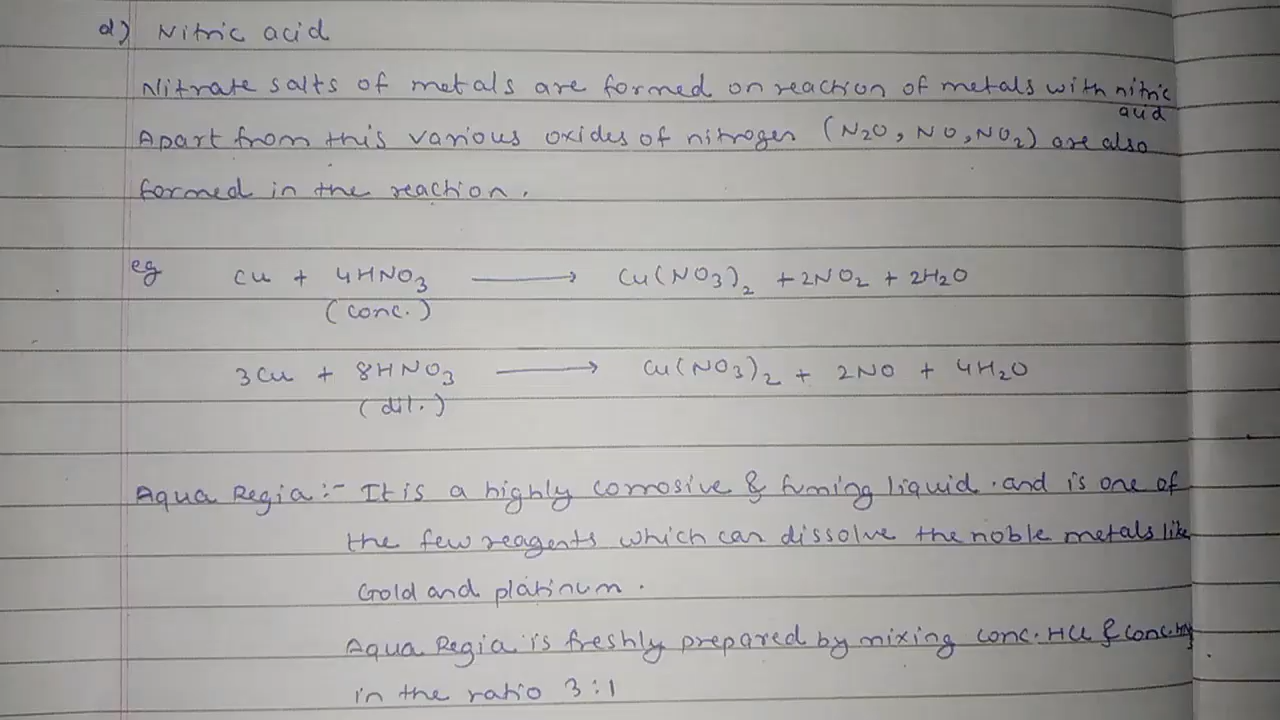 d) Nitric acid
Nitrate salts of metals are formed on reaction of metals with nitric
acid
Apart from this various oxides of nitrogen (N2O, NO, NO2) are also
formed in the reaction.
eg Cu + 4HNO3 ⟶ Cu(NO3)2 + 2NO2 + 2H2O
(conc.)
3Cu + 8HNO3 ⟶ Cu(NO3)2 + 2NO + 4H2O
(dil.)
Aqua Regia :- It is a highly corrosive & fuming liquid. and is one of
the few reagents which can dissolve the noble metals like
Gold and platinum.
Aqua Regia is freshly prepared by mixing conc. HCl & conc.
in the ratio 3:1